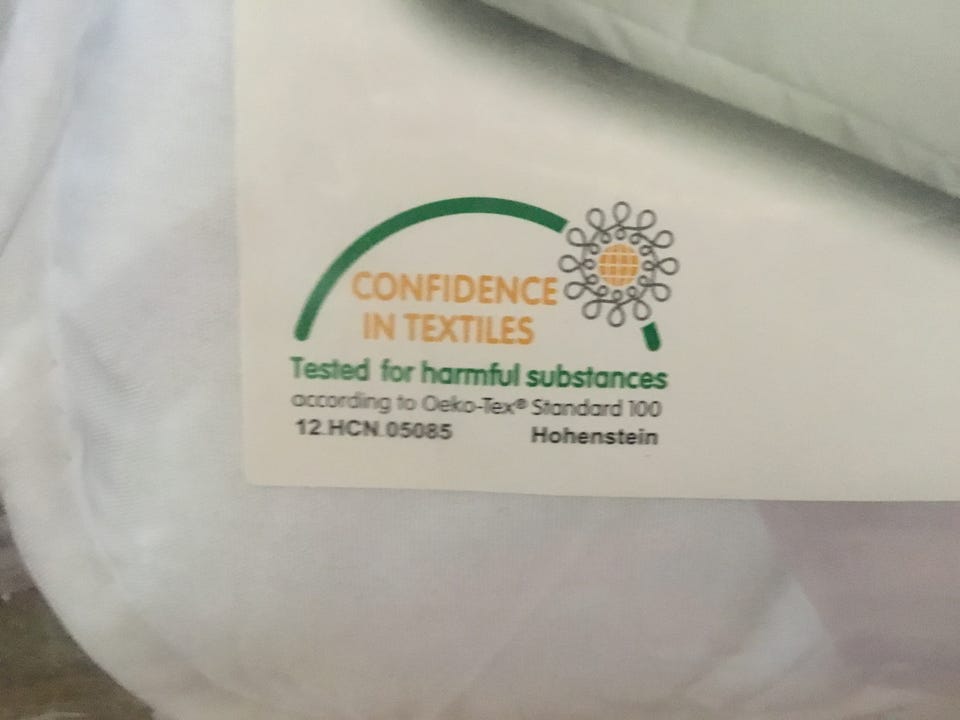 CONFIDENCE
IN TEXTILES
Tested for harmful substances
according to Oeko-Tex® Standard 100
12.HCN.05085 Hohenstein